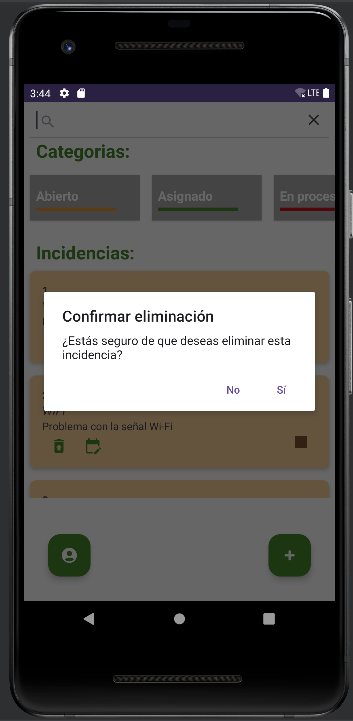 3:44
LTE
Categorias:
Abierto
Asignado
En proces
Incidencias:
1
Confirmar eliminación
¿Estás seguro de que deseas eliminar esta
incidencia?
No
Sí
Problema con la señal Wi-Fi